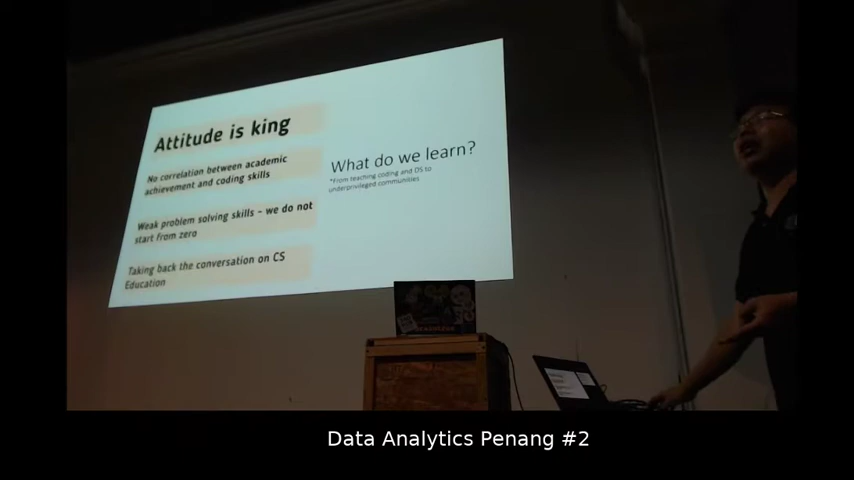 Attitude is king
No correlation between academic
achievement and coding skills
Weak problem solving skills – we do not
start from zero
Taking back the conversation on CS
Education
What do we learn?
*From teaching coding and DS to
underprivileged communities
Data Analytics Penang #2